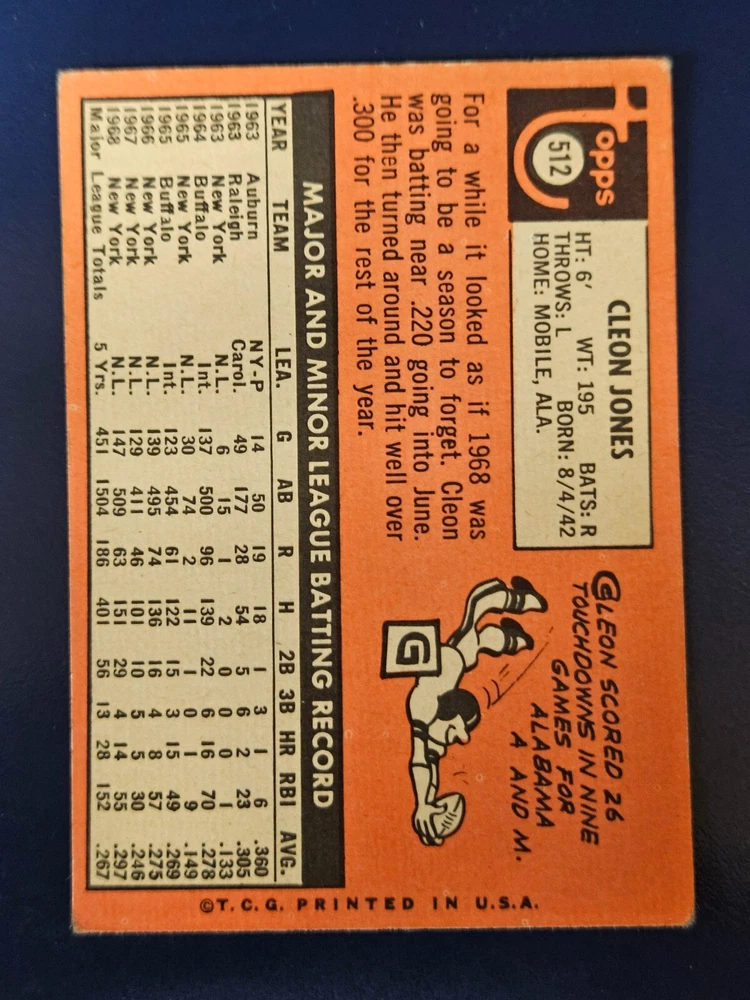 Topps
512
CLEON JONES
HT: 6' WT: 195 BATS: R
THROWS: L BORN: 8/4/42
HOME: MOBILE, ALA.
For a while it looked as if 1968 was
going to be a season to forget. Cleon
was batting near .220 going into June.
He then turned around and hit well over
.300 for the rest of the year.
CLEON SCORED 26
TOUCHDOWNS IN NINE
GAMES FOR
ALABAMA
A AND M.
G
MAJOR AND MINOR LEAGUE BATTING RECORD
YEAR TEAM LEA. G AB R H 2B 3B HR RBI AVG.
1963 Auburn NY-P 14 50 19 18 1 3 1 6 .360
1963 Raleigh Carol. 49 177 28 54 5 6 2 23 .305
1963 New York N.L. 6 15 1 2 0 0 0 1 .133
1964 Buffalo Int. 137 500 96 139 22 6 16 70 .278
1965 New York N.L. 30 74 2 11 1 0 1 9 .149
1965 Buffalo Int. 123 454 61 122 15 3 15 49 .269
1966 New York N.L. 139 495 74 136 16 4 8 57 .275
1967 New York N.L. 129 411 46 101 10 5 5 30 .246
1968 New York N.L. 147 509 63 151 29 4 14 55 .297
Major League Totals 5 Yrs. 451 1504 186 401 56 13 28 152 .267
©T.C.G. PRINTED IN U.S.A.